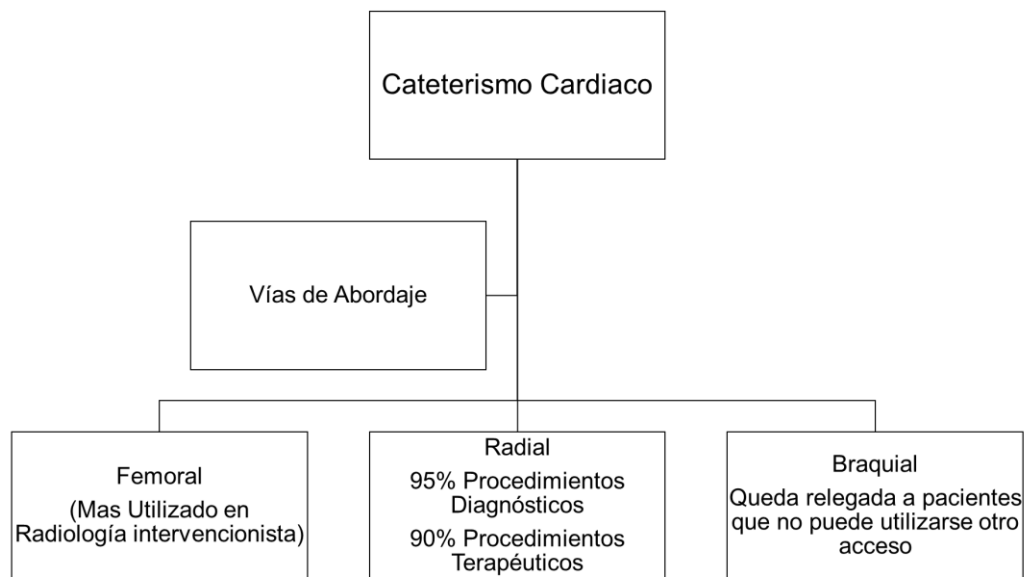 Cateterismo Cardiaco
Vías de Abordaje
Femoral
(Mas Utilizado en
Radiología intervencionista)
Radial
95% Procedimientos
Diagnósticos
90% Procedimientos
Terapéuticos
Braquial
Queda relegada a pacientes
que no puede utilizarse otro
acceso